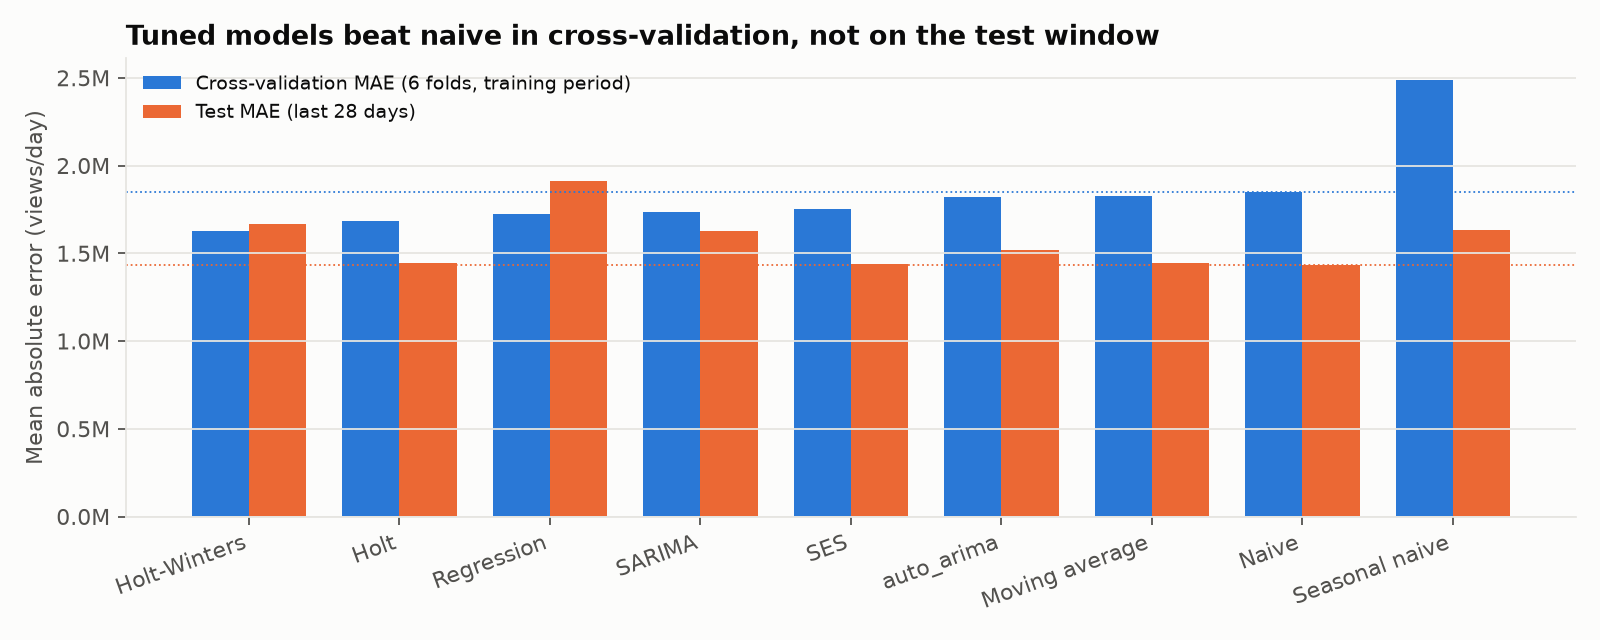 Tuned models beat naive in cross-validation, not on the test window
Cross-validation MAE (6 folds, training period)
Test MAE (last 28 days)
Mean absolute error (views/day)
2.5M
2.0M
1.5M
1.0M
0.5M
0.0M
Holt-Winters
Holt
Regression
SARIMA
SES
auto_arima
Moving average
Naive
Seasonal naive